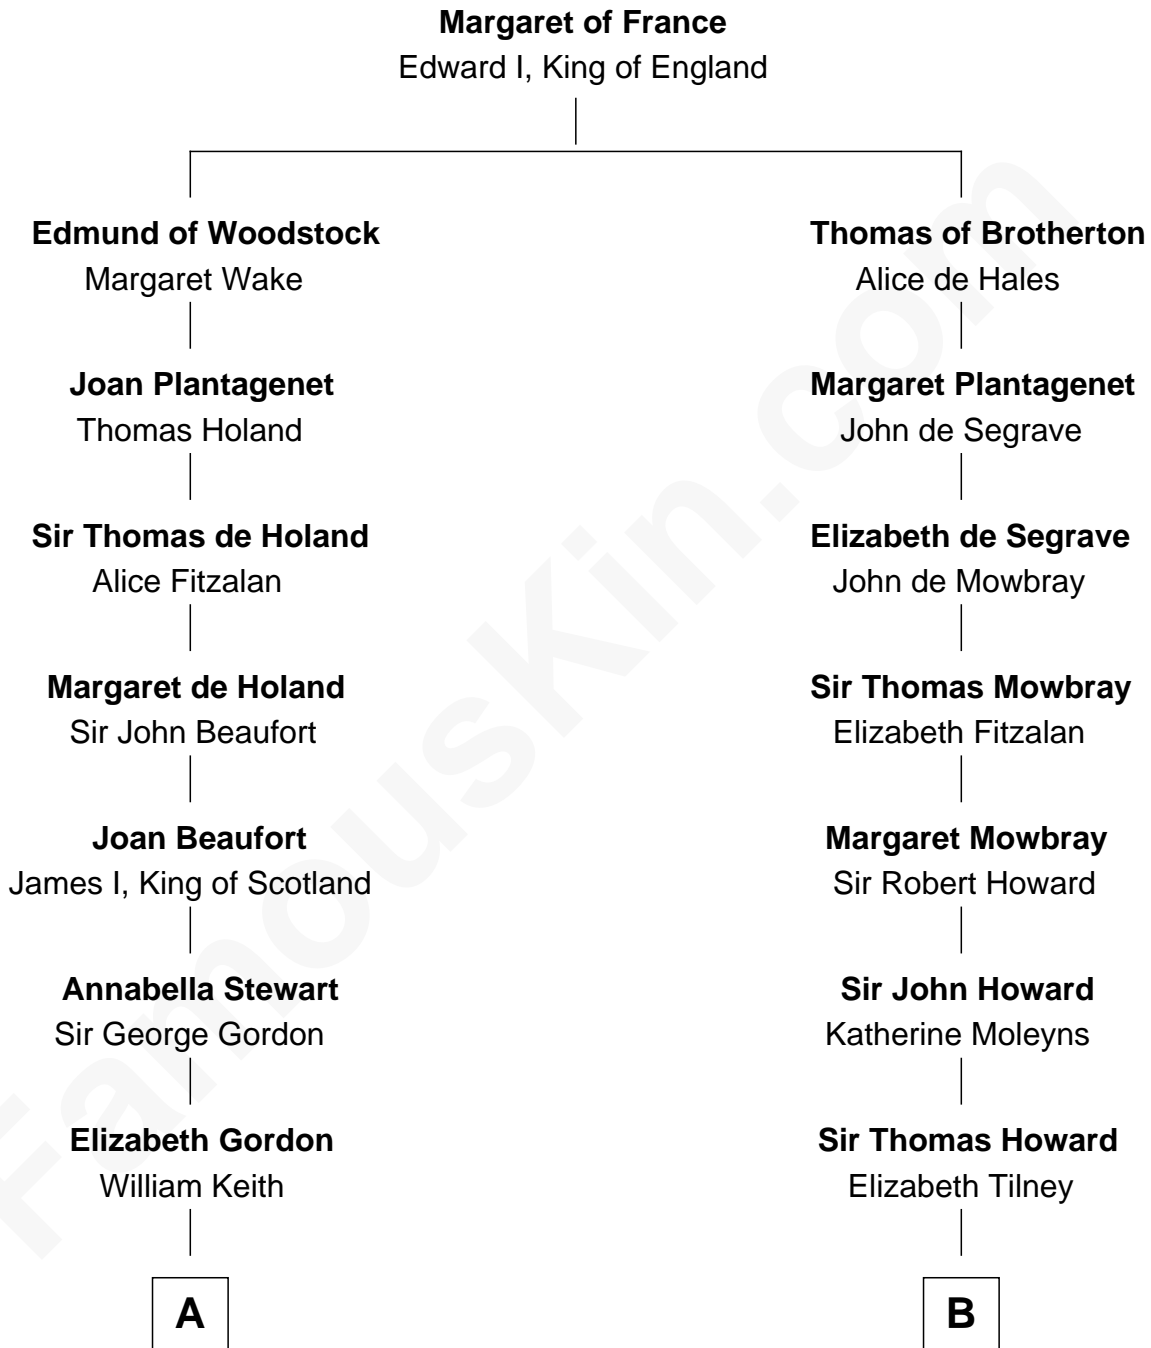 Margaret of France
Edward I, King of England
Edmund of Woodstock
Margaret Wake
Thomas of Brotherton
Alice de Hales
Joan Plantagenet
Thomas Holand
Margaret Plantagenet
John de Segrave
Sir Thomas de Holand
Alice Fitzalan
Elizabeth de Segrave
John de Mowbray
Margaret de Holand
Sir John Beaufort
Sir Thomas Mowbray
Elizabeth Fitzalan
Joan Beaufort
James I, King of Scotland
Margaret Mowbray
Sir Robert Howard
Annabella Stewart
Sir George Gordon
Sir John Howard
Katherine Moleyns
Elizabeth Gordon
William Keith
Sir Thomas Howard
Elizabeth Tilney
A
B
FamousKin.com